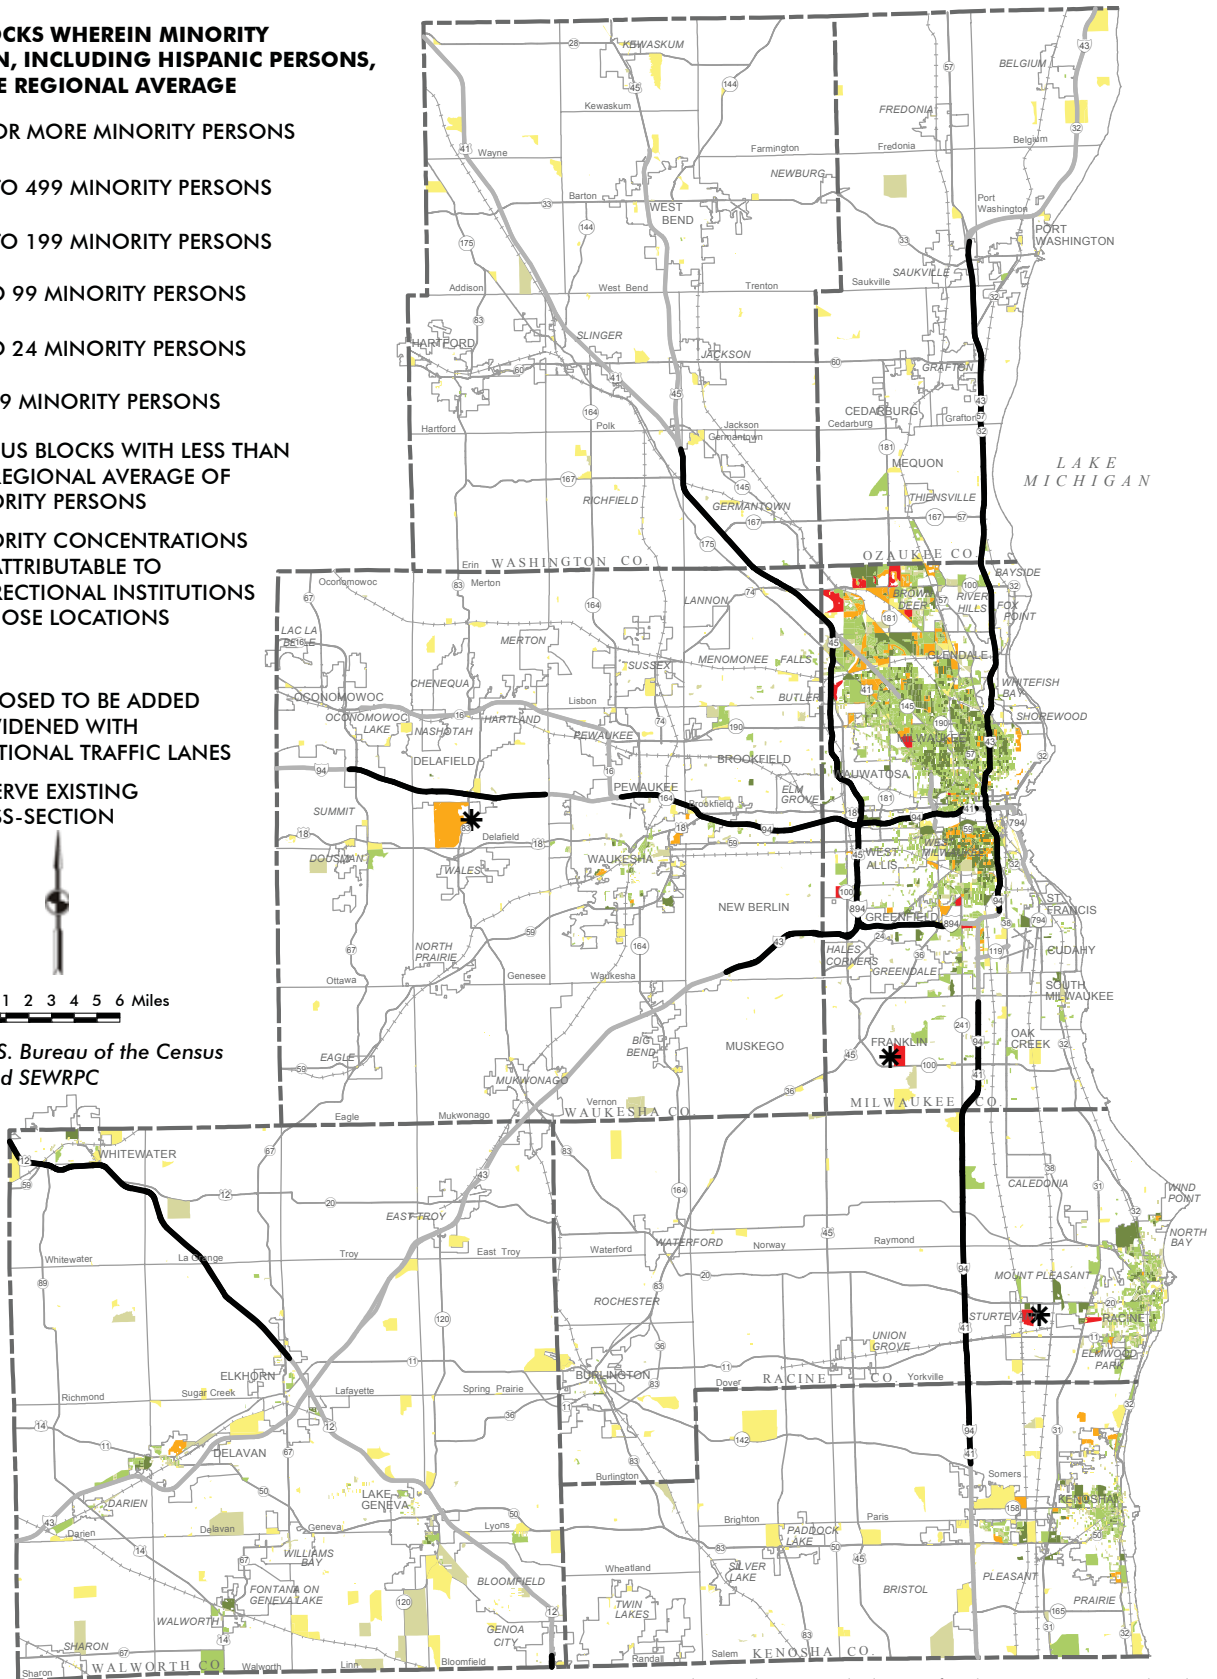 OCKS WHEREIN MINORITY
N, INCLUDING HISPANIC PERSONS,
E REGIONAL AVERAGE
OR MORE MINORITY PERSONS
TO 499 MINORITY PERSONS
TO 199 MINORITY PERSONS
O 99 MINORITY PERSONS
O 24 MINORITY PERSONS
9 MINORITY PERSONS
US BLOCKS WITH LESS THAN
REGIONAL AVERAGE OF
ORITY PERSONS
ORITY CONCENTRATIONS
ATTRIBUTABLE TO
RECTIONAL INSTITUTIONS
HOSE LOCATIONS
OSED TO BE ADDED
VIDENED WITH
TIONAL TRAFFIC LANES
ERVE EXISTING
SS-SECTION
1 2 3 4 5 6 Miles
S. Bureau of the Census
d SEWRPC
KEWASKUM
Kewaskum
Wayne
Barton
WEST
BEND
Farmington
NEWBURG
Addison
West Bend
Trenton
HARTFORD
SLINGER
JACKSON
Hartford
Polk
Jackson
Germantown
RICHFIELD
GERMANTOWN
Erin
WASHINGTON CO.
BELGIUM
FREDONIA
Fredonia
Belgium
Port
Washington
PORT
WASHINGTON
SAUKVILLE
Saukville
GRAFTON
CEDARBURG
Cedarburg
Grafton
MEQUON
THIENSVILLE
OZAUKEE CO.
LAKE
MICHIGAN
Oconomowoc
Merton
LANNON
LAC LA
BELLE
MERTON
SUSSEX
MENOMONEE FALLS
CHENEQUA
BUTLER
OCONOMOWOC
Lisbon
OCONOMOWOC
LAKE
NASHOTAH
HARTLAND
PEWAUKEE
DELAFIELD
BROOKFIELD
SUMMIT
PEWAUKEE
ELM
GROVE
Brookfield
Delafield
DOUSMAN
WALES
WAUKESHA
NEW BERLIN
NORTH
PRAIRIE
Ottawa
Genesee
Waukesha
EAGLE
BIG
BEND
MUSKEGO
MUKWONAGO
Vernon
Eagle
Mukwonago
WAUKESHA CO.
BAYSIDE
BROWN
DEER
RIVER
HILLS
FOX
POINT
GLENDALE
WHITEFISH
BAY
SHOREWOOD
MILWAUKEE
WAUWATOSA
WEST
MILWAUKEE
WEST
ALLIS
ST.
FRANCIS
GREENFIELD
HALES
CORNERS
CUDAHY
GREENDALE
SOUTH
MILWAUKEE
FRANKLIN
OAK
CREEK
MILWAUKEE CO.
WHITEWATER
EAST TROY
Whitewater
La Grange
Troy
East Troy
ELKHORN
Richmond
Sugar Creek
Lafayette
Spring Prairie
DELAVAN
DARIEN
Darien
Delavan
LAKE
GENEVA
Geneva
Lyons
WILLIAMS
BAY
BLOOMFIELD
FONTANA ON
GENEVA LAKE
WALWORTH
GENOA
CITY
SHARON
Sharon
WALWORTH CO.
Walworth
Linn
Bloomfield
CALEDONIA
WIND
POINT
NORTH
BAY
WATERFORD
Waterford
Norway
Raymond
ROCHESTER
MOUNT PLEASANT
STURTEVA
RACINE
UNION
GROVE
ELMWOOD
PARK
BURLINGTON
Dover
RACINE CO.
Yorkville
Burlington
Somers
KENOSHA
Brighton
Paris
PADDOCK
LAKE
Wheatland
SILVER
LAKE
TWIN
LAKES
BRISTOL
PLEASANT
PRAIRIE
Randall
Salem
KENOSHA CO.